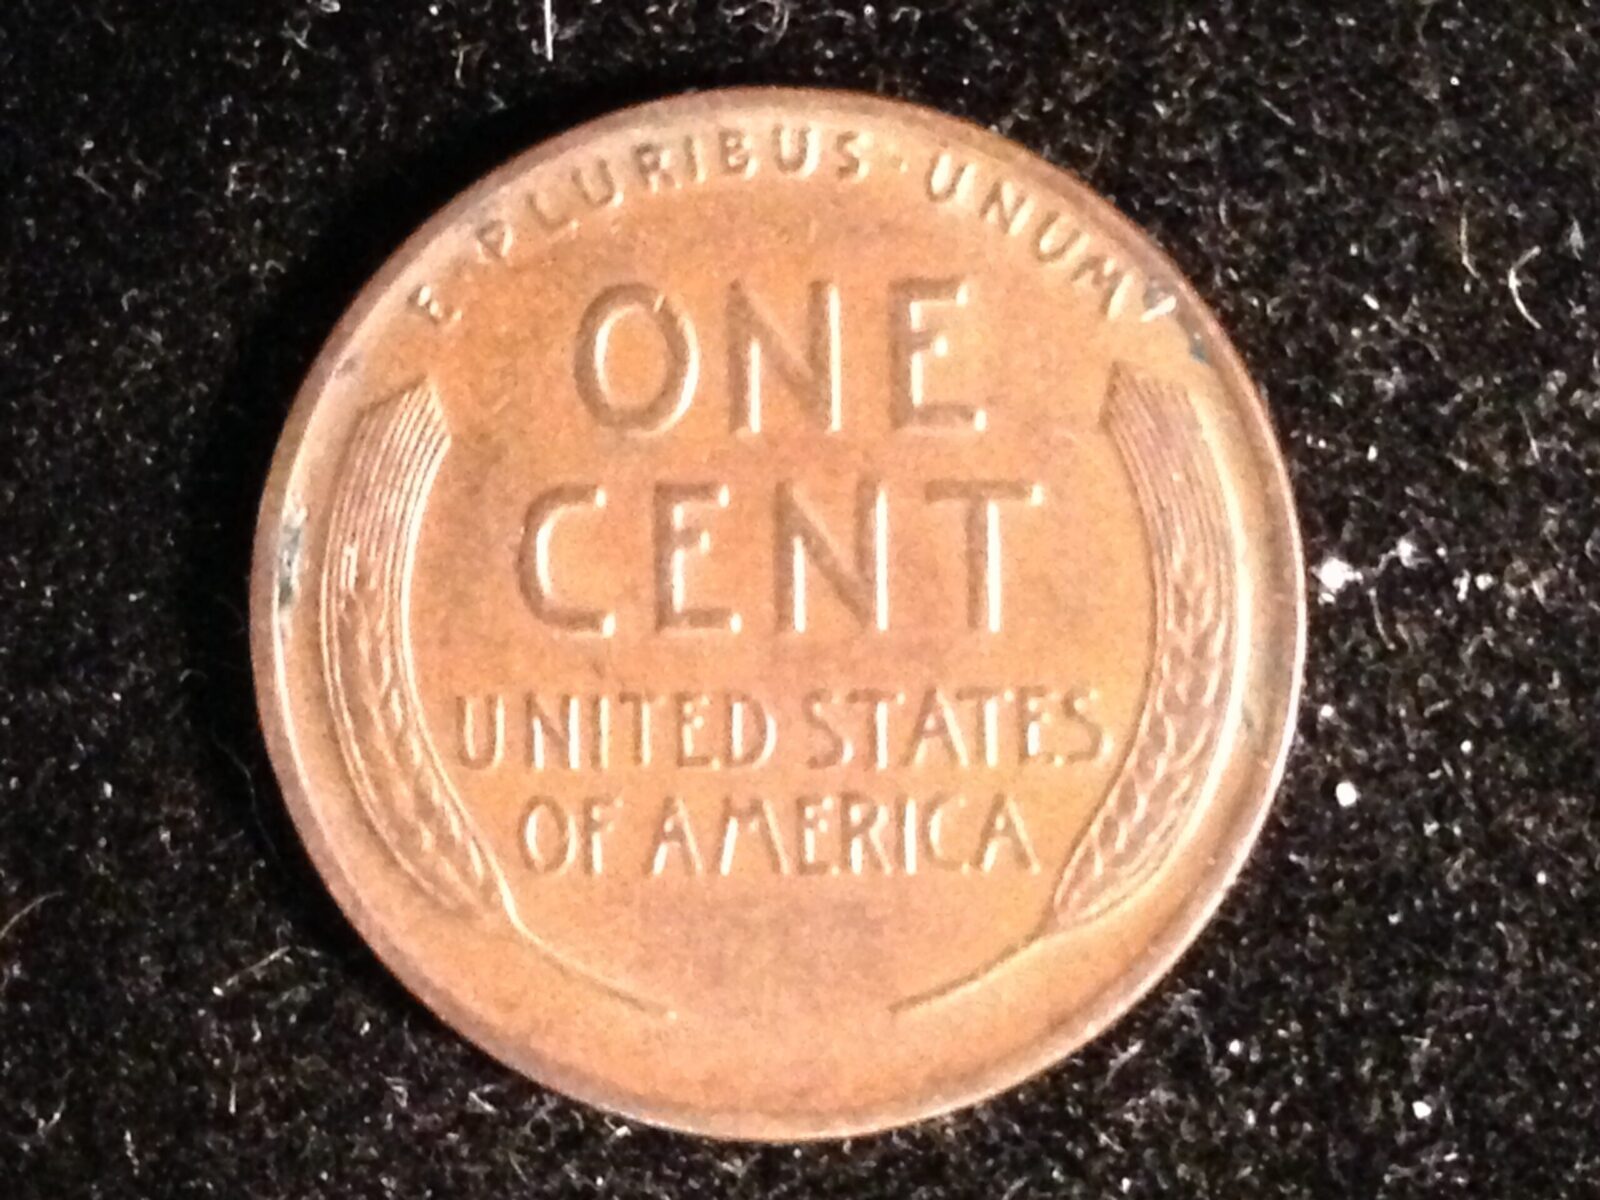 E · PLURIBUS · UNUM
ONE
CENT
UNITED STATES
OF AMERICA